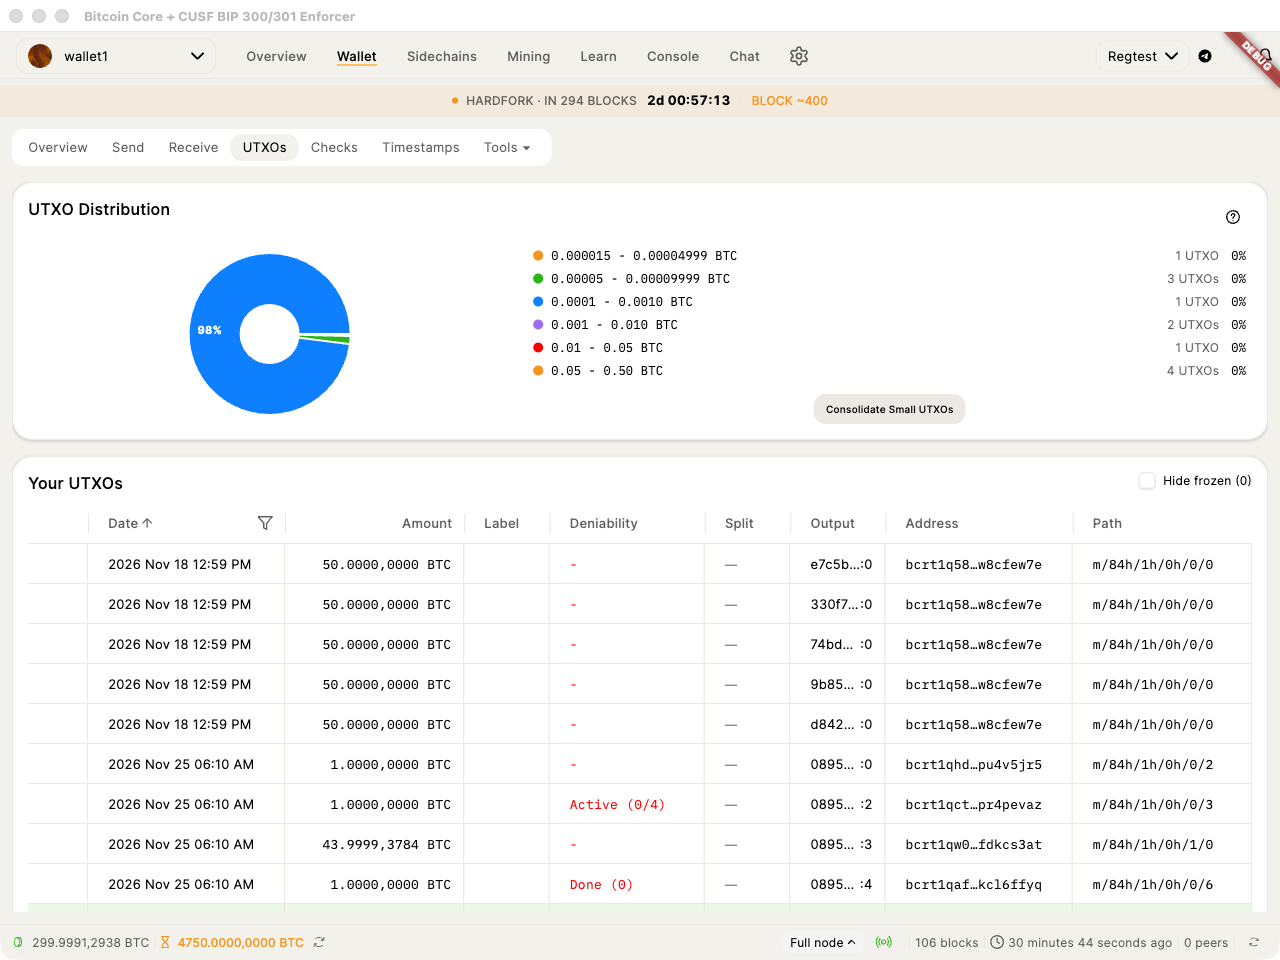 Bitcoin Core + CUSF BIP 300/301 Enforcer
wallet1 Overview Wallet Sidechains Mining Learn Console Chat Regtest DEBUG
HARDFORK · IN 294 BLOCKS 2d 00:57:13 BLOCK ~400
Overview Send Receive UTXOs Checks Timestamps Tools
UTXO Distribution
98%
0.000015 - 0.00004999 BTC 1 UTXO 0%
0.00005 - 0.00009999 BTC 3 UTXOs 0%
0.0001 - 0.0010 BTC 1 UTXO 0%
0.001 - 0.010 BTC 2 UTXOs 0%
0.01 - 0.05 BTC 1 UTXO 0%
0.05 - 0.50 BTC 4 UTXOs 0%
Consolidate Small UTXOs
Your UTXOs Hide frozen (0)
Date Amount Label Deniability Split Output Address Path
2026 Nov 18 12:59 PM 50.0000,0000 BTC - — e7c5b…:0 bcrt1q58…w8cfew7e m/84h/1h/0h/0/0
2026 Nov 18 12:59 PM 50.0000,0000 BTC - — 330f7…:0 bcrt1q58…w8cfew7e m/84h/1h/0h/0/0
2026 Nov 18 12:59 PM 50.0000,0000 BTC - — 74bd… :0 bcrt1q58…w8cfew7e m/84h/1h/0h/0/0
2026 Nov 18 12:59 PM 50.0000,0000 BTC - — 9b85… :0 bcrt1q58…w8cfew7e m/84h/1h/0h/0/0
2026 Nov 18 12:59 PM 50.0000,0000 BTC - — d842… :0 bcrt1q58…w8cfew7e m/84h/1h/0h/0/0
2026 Nov 25 06:10 AM 1.0000,0000 BTC - — 0895… :0 bcrt1qhd…pu4v5jr5 m/84h/1h/0h/0/2
2026 Nov 25 06:10 AM 1.0000,0000 BTC Active (0/4) — 0895… :2 bcrt1qct…pr4pevaz m/84h/1h/0h/0/3
2026 Nov 25 06:10 AM 43.9999,3784 BTC - — 0895… :3 bcrt1qw0…fdkcs3at m/84h/1h/0h/1/0
2026 Nov 25 06:10 AM 1.0000,0000 BTC Done (0) — 0895… :4 bcrt1qaf…kcl6ffyq m/84h/1h/0h/0/6
299.9991,2938 BTC 4750.0000,0000 BTC Full node 106 blocks 30 minutes 44 seconds ago 0 peers